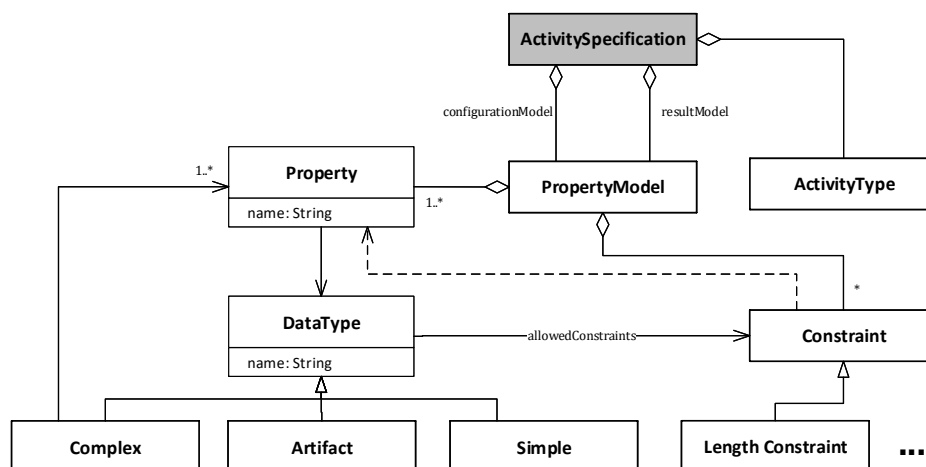 ActivitySpecification
configurationModel
resultModel
1..*
Property
name: String
1..*
PropertyModel
ActivityType
*
DataType
name: String
allowedConstraints
Constraint
Complex
Artifact
Simple
Length Constraint
...